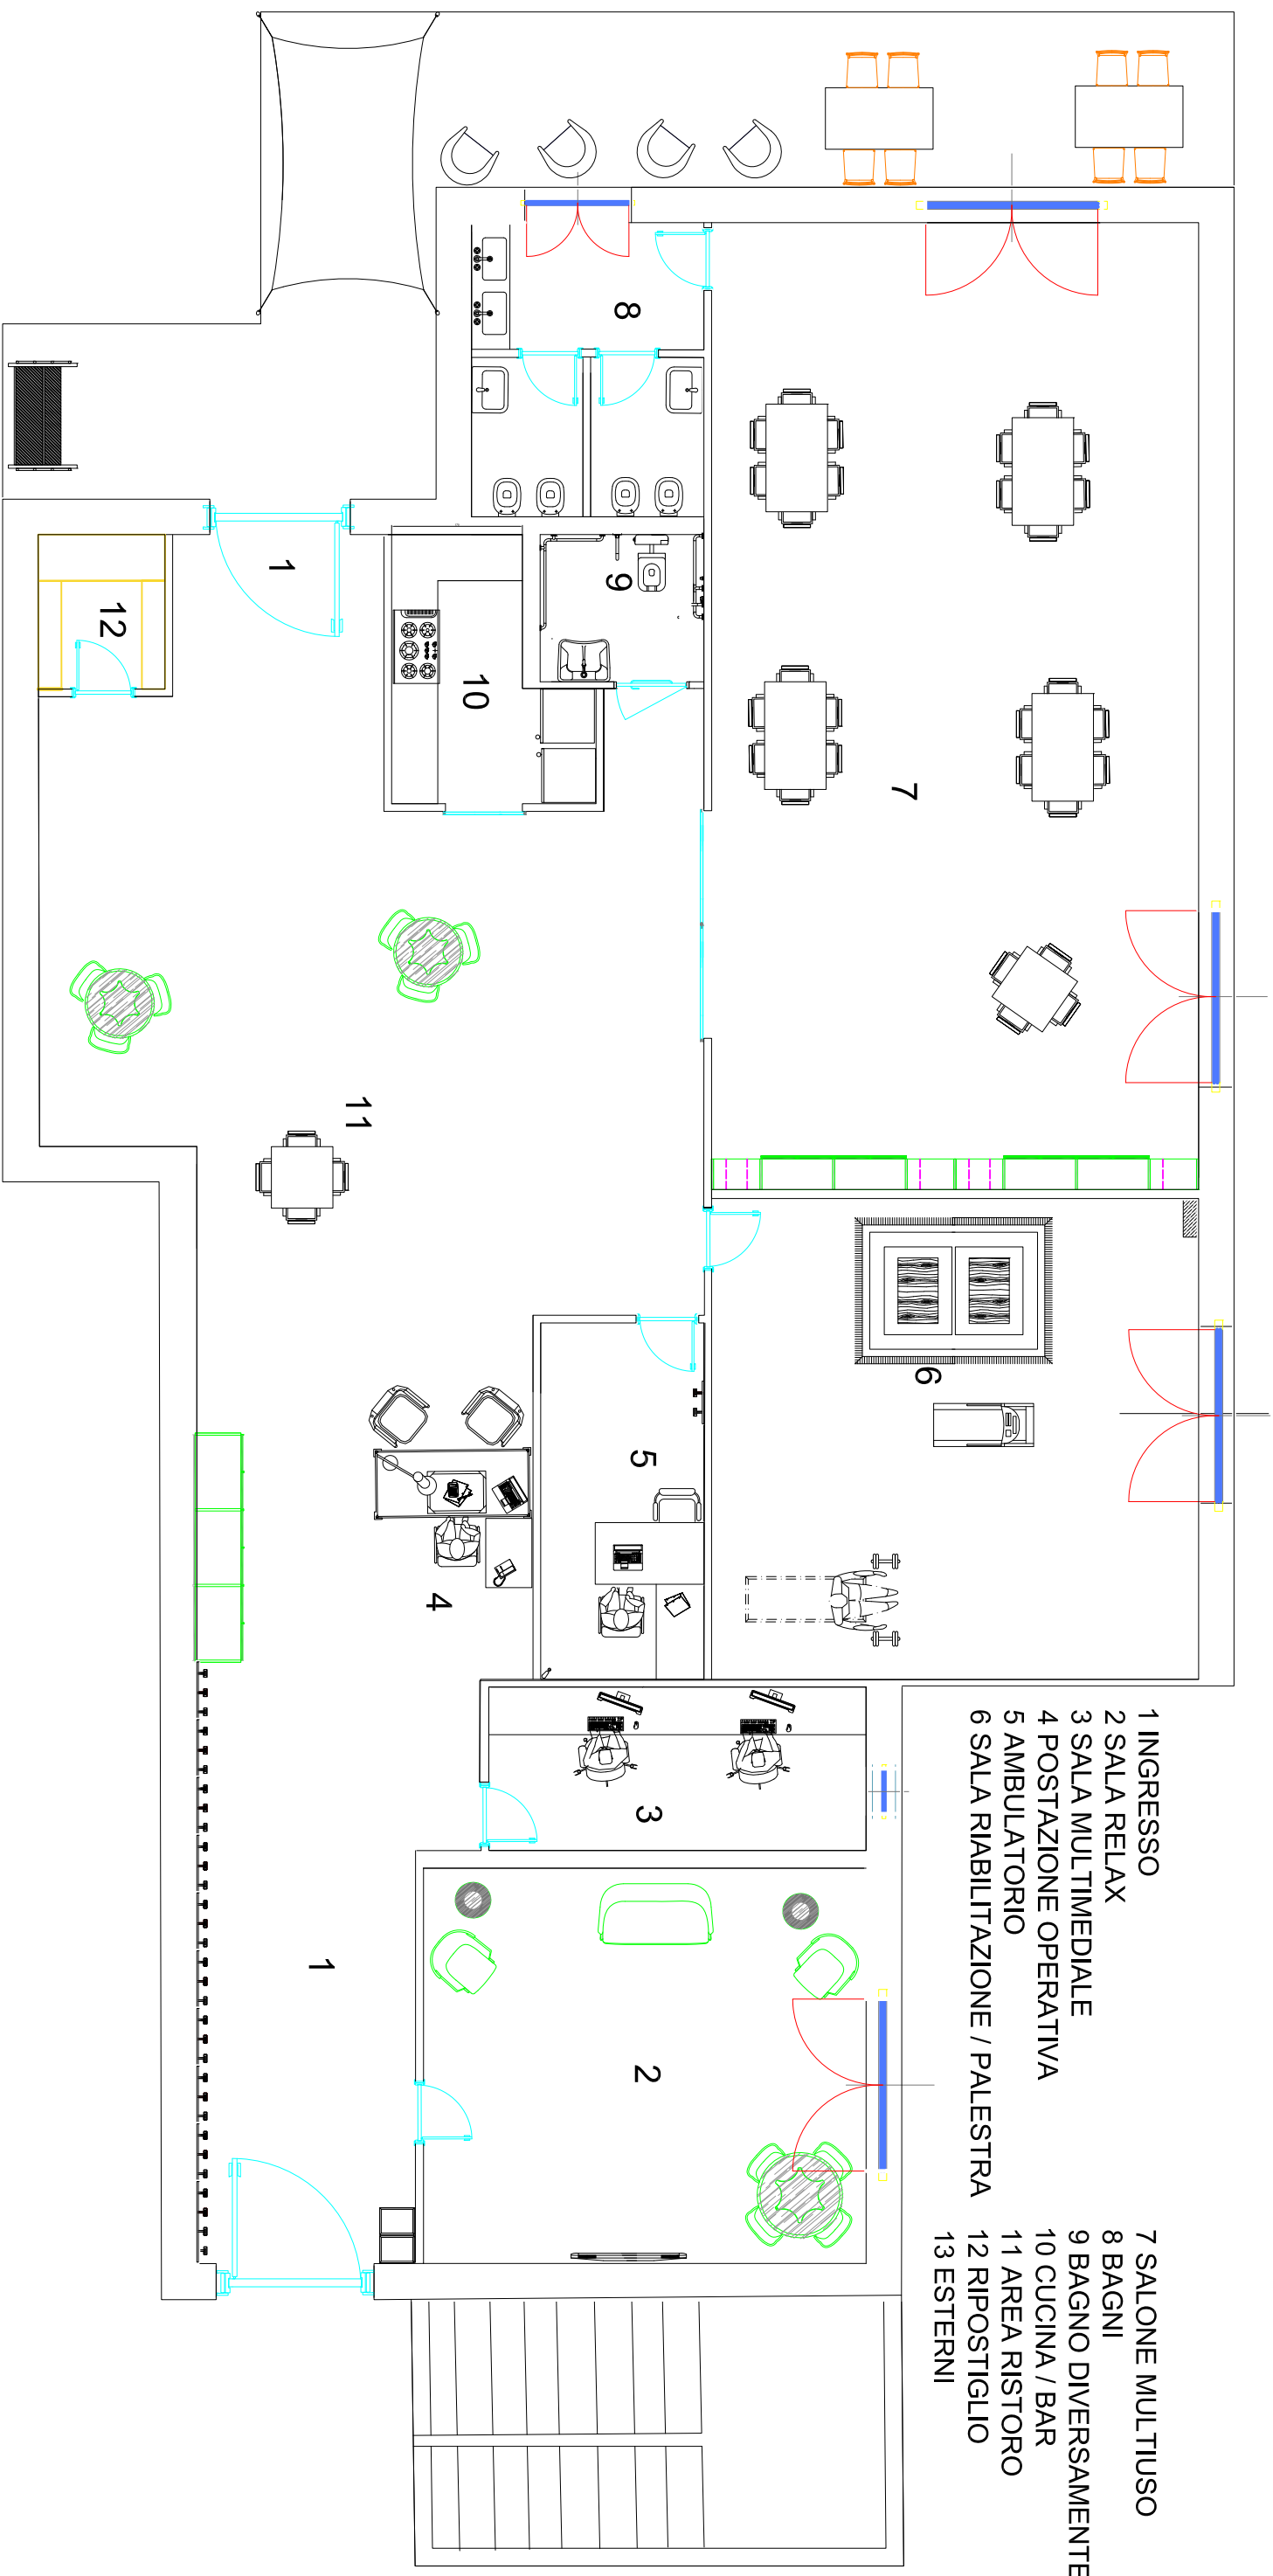 1 INGRESSO
2 SALA RELAX
3 SALA MULTIMEDIALE
4 POSTAZIONE OPERATIVA
5 AMBULATORIO
6 SALA RIABILITAZIONE / PALESTRA
7 SALONE MULTIUSO
8 BAGNI
9 BAGNO DIVERSAMENTE
10 CUCINA / BAR
11 AREA RISTORO
12 RIPOSTIGLIO
13 ESTERNI
7
6
8
9
5
3
2
10
4
11
1
1
12